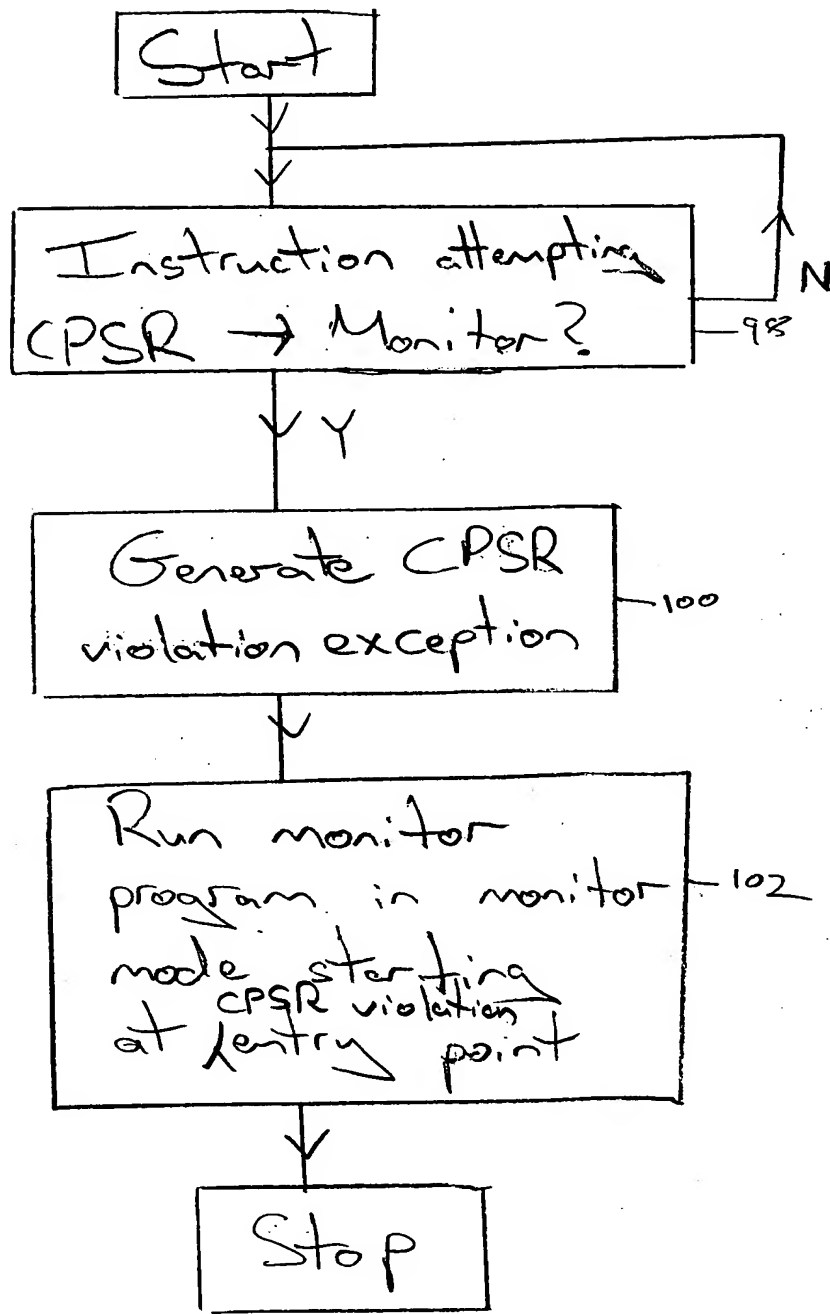 Start
Instruction attempting
CPSR → Monitor?
N
98
Y
Generate CPSR
violation exception
100
Run monitor
program in monitor
102
mode starting
CPSR violation
at entry point
Stop